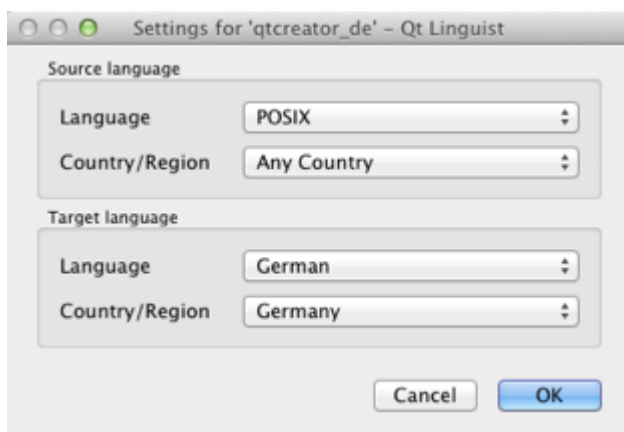 Settings for 'qtcreator_de' – Qt Linguist
Source language
Language POSIX
Country/Region Any Country
Target language
Language German
Country/Region Germany
Cancel OK